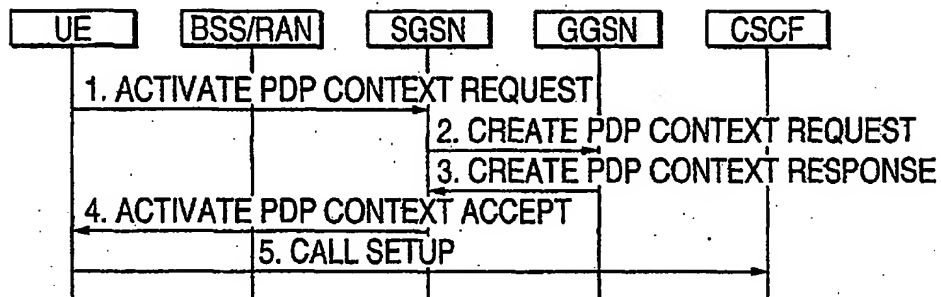 UE BSS/RAN SGSN GGSN CSCF
1. ACTIVATE PDP CONTEXT REQUEST
2. CREATE PDP CONTEXT REQUEST
3. CREATE PDP CONTEXT RESPONSE
4. ACTIVATE PDP CONTEXT ACCEPT
5. CALL SETUP